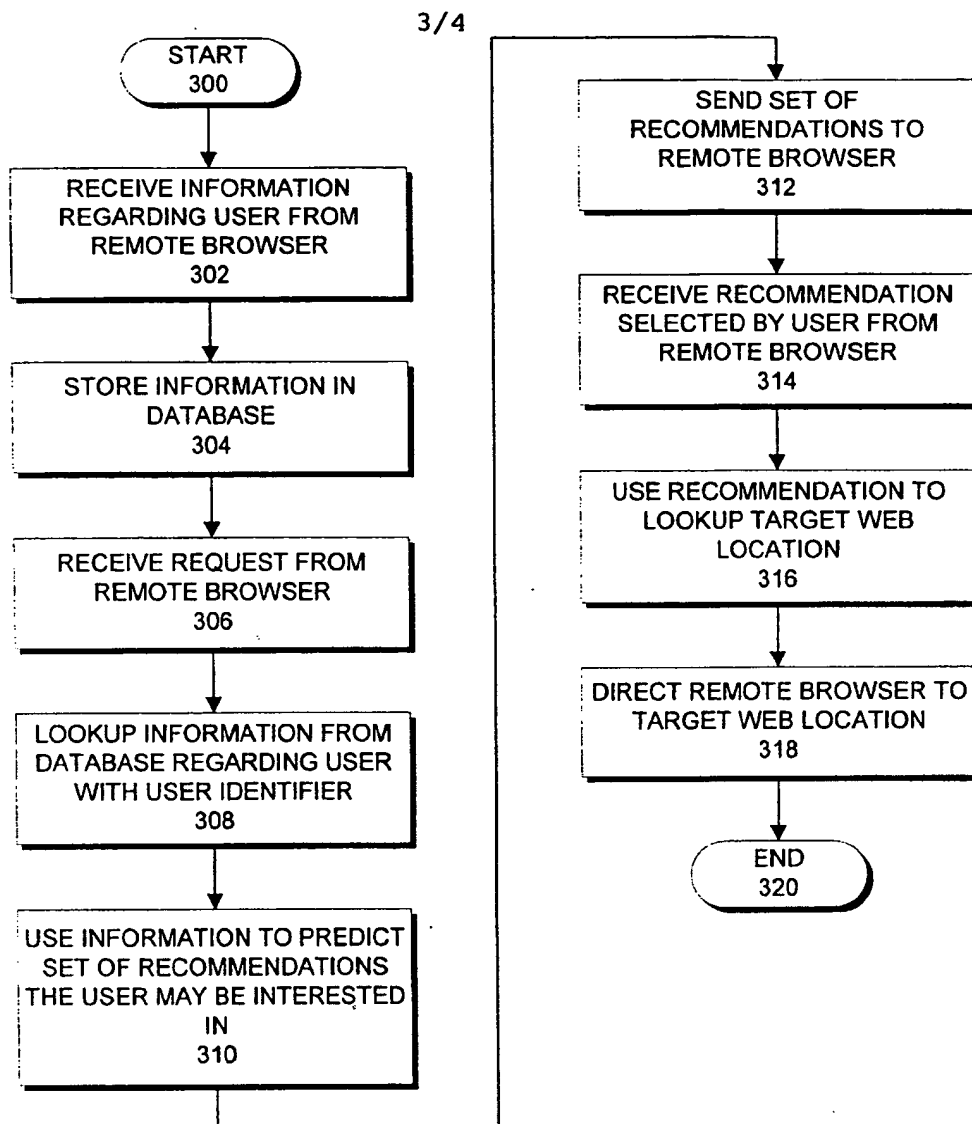 3/4
START
300
RECEIVE INFORMATION
REGARDING USER FROM
REMOTE BROWSER
302
STORE INFORMATION IN
DATABASE
304
RECEIVE REQUEST FROM
REMOTE BROWSER
306
LOOKUP INFORMATION FROM
DATABASE REGARDING USER
WITH USER IDENTIFIER
308
USE INFORMATION TO PREDICT
SET OF RECOMMENDATIONS
THE USER MAY BE INTERESTED
IN
310
SEND SET OF
RECOMMENDATIONS TO
REMOTE BROWSER
312
RECEIVE RECOMMENDATION
SELECTED BY USER FROM
REMOTE BROWSER
314
USE RECOMMENDATION TO
LOOKUP TARGET WEB
LOCATION
316
DIRECT REMOTE BROWSER TO
TARGET WEB LOCATION
318
END
320